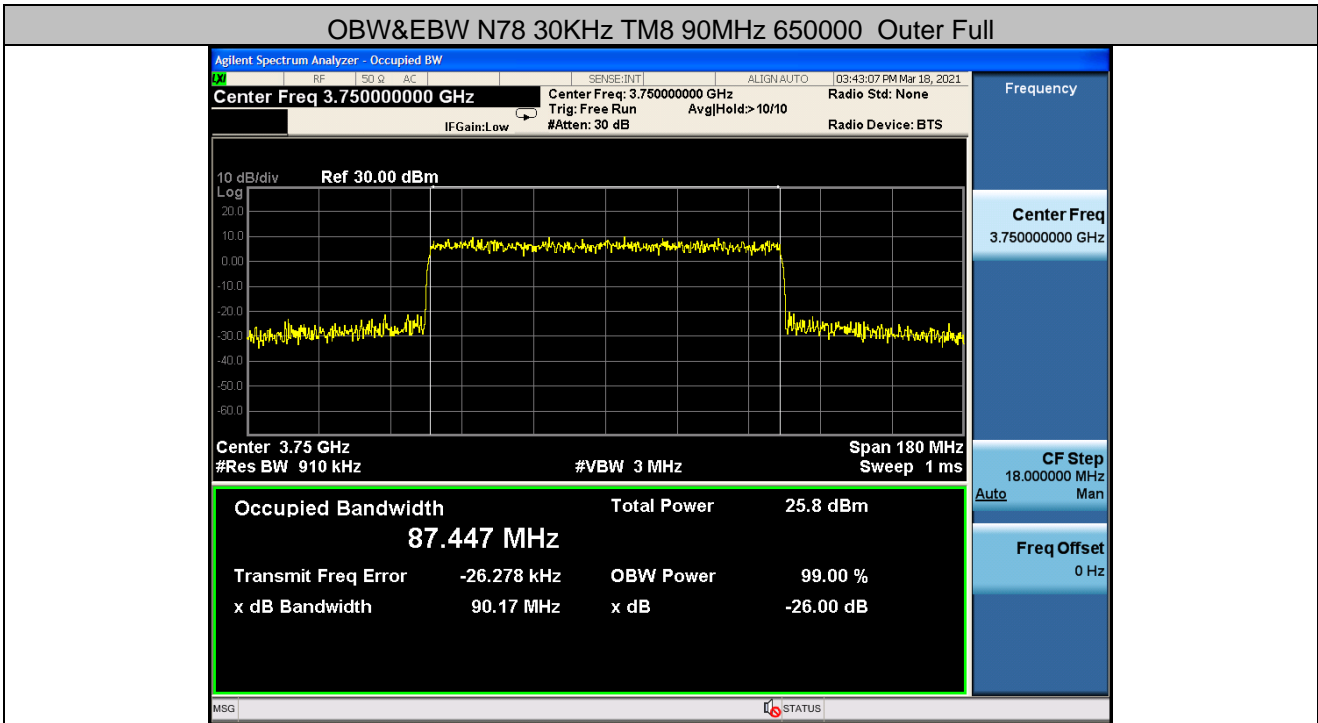 OBW&EBW N78 30KHz TM8 90MHz 650000 Outer Full
Agilent Spectrum Analyzer - Occupied BW
LXI RF 50 Ω AC SENSE:INT ALIGN AUTO 03:43:07 PM Mar 18, 2021
Center Freq 3.750000000 GHz
Center Freq: 3.750000000 GHz Radio Std: None
Trig: Free Run Avg|Hold:>10/10
IFGain:Low #Atten: 30 dB Radio Device: BTS
Frequency
10 dB/div Ref 30.00 dBm
Log
20.0
10.0
0.00
-10.0
-20.0
-30.0
-40.0
-50.0
-60.0
Center 3.75 GHz Span 180 MHz
#Res BW 910 kHz #VBW 3 MHz Sweep 1 ms
Center Freq
3.750000000 GHz
CF Step
18.000000 MHz
Auto Man
Freq Offset
0 Hz
Occupied Bandwidth Total Power 25.8 dBm
87.447 MHz
Transmit Freq Error -26.278 kHz OBW Power 99.00 %
x dB Bandwidth 90.17 MHz x dB -26.00 dB
MSG STATUS